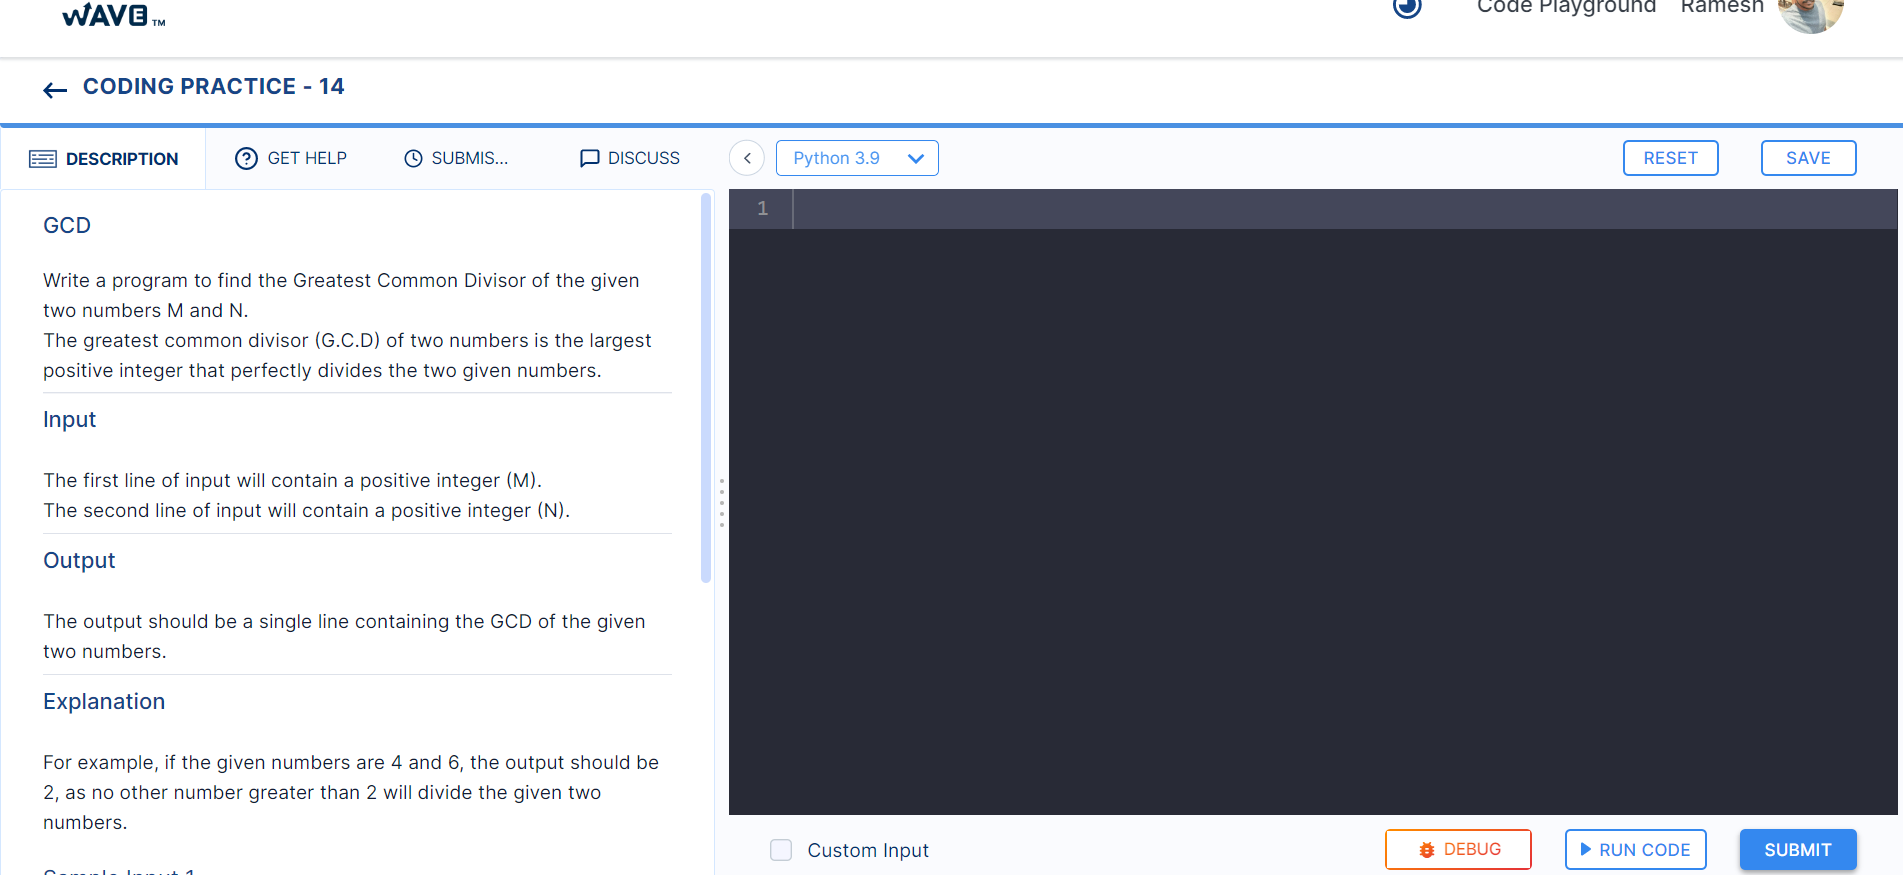 WAVE TM
Code Playground
Ramesh
CODING PRACTICE - 14
DESCRIPTION
GET HELP
SUBMIS...
DISCUSS
Python 3.9
RESET
SAVE
GCD
Write a program to find the Greatest Common Divisor of the given
two numbers M and N.
The greatest common divisor (G.C.D) of two numbers is the largest
positive integer that perfectly divides the two given numbers.
Input
The first line of input will contain a positive integer (M).
The second line of input will contain a positive integer (N).
Output
The output should be a single line containing the GCD of the given
two numbers.
Explanation
For example, if the given numbers are 4 and 6, the output should be
2, as no other number greater than 2 will divide the given two
numbers.
Sample Input 1
1
Custom Input
DEBUG
RUN CODE
SUBMIT